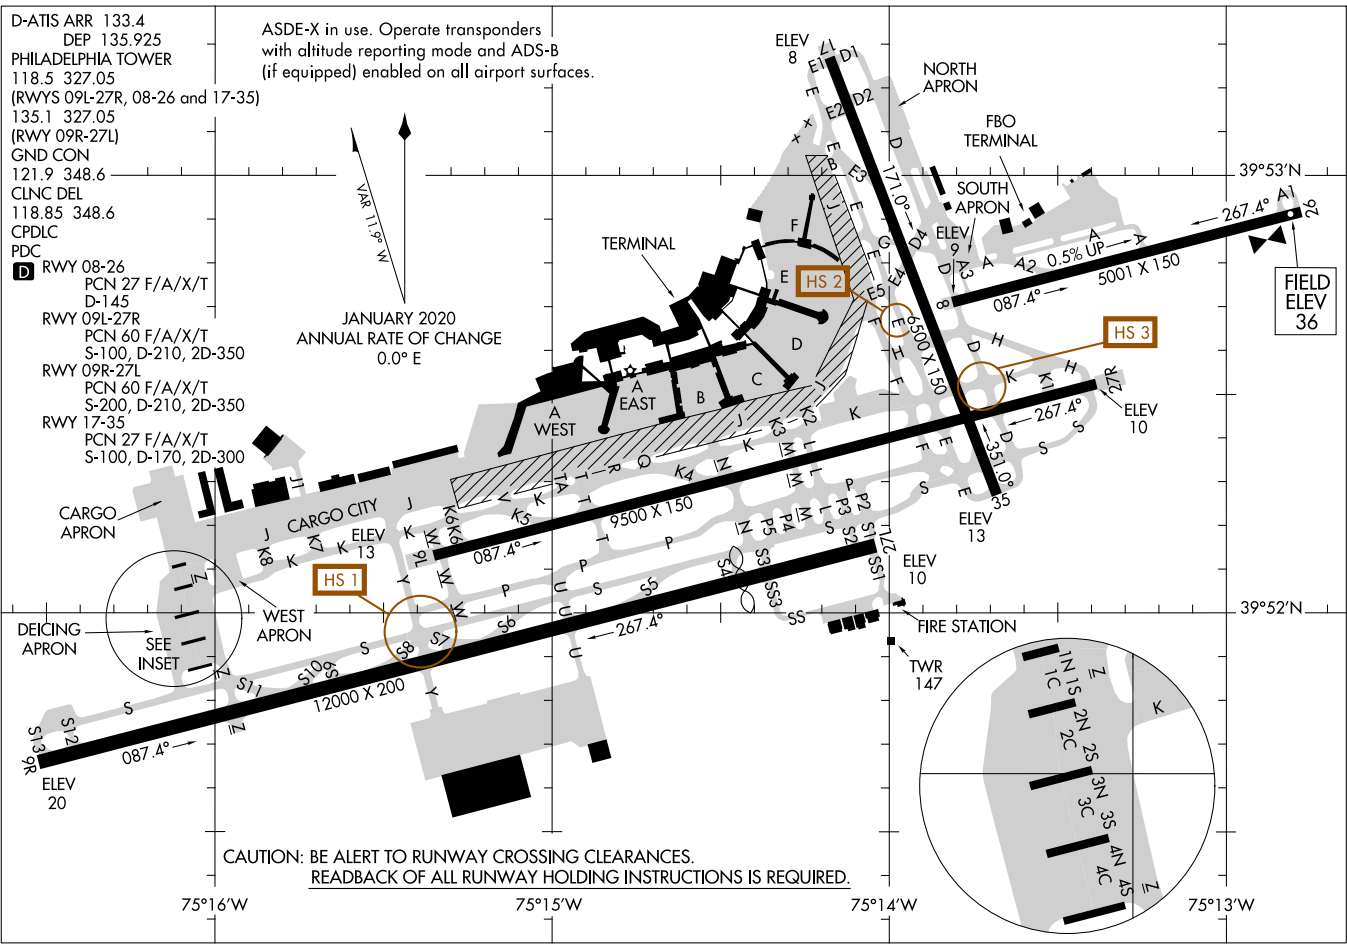 D-ATIS ARR 133.4
DEP 135.925
PHILADELPHIA TOWER
118.5 327.05
(RWYS 09L-27R, 08-26 and 17-35)
135.1 327.05
(RWY 09R-27L)
GND CON
121.9 348.6
CLNC DEL
118.85 348.6
CPDLC
PDC
D RWY 08-26
PCN 27 F/A/X/T
D-145
RWY 09L-27R
PCN 60 F/A/X/T
S-100, D-210, 2D-350
RWY 09R-27L
PCN 60 F/A/X/T
S-200, D-210, 2D-350
RWY 17-35
PCN 27 F/A/X/T
S-100, D-170, 2D-300
ASDE-X in use. Operate transponders
with altitude reporting mode and ADS-B
(if equipped) enabled on all airport surfaces.
VAR 11.9° W
JANUARY 2020
ANNUAL RATE OF CHANGE
0.0° E
ELEV
8
17
E1
D1
E
E2
D2
NORTH
APRON
FBO
TERMINAL
39°53'N
E
D
B
E3
J
E
171.0°
SOUTH
APRON
267.4°
A1
26
F
G
D4
ELEV
9
A
A
0.5% UP
5001 X 150
TERMINAL
E
E
E4
D
A3
A
A2
087.4°
FIELD
ELEV
36
HS 2
E5
8
F
E
6500 X 150
HS 3
D
H
D
H
F
K
K1
H
27R
A
EAST
B
C
J
A
WEST
J
K3
K2
K
267.4°
ELEV
10
K
E
D
S
S
351.0°
F
E
35
ELEV
13
CARGO
APRON
J1
CARGO CITY
J
J
K6
K6
V
K5
K
TA
T
T
T
R
Q
K4
N
M
M
L
L
9500 X 150
087.4°
K8
K
K7
K
K
ELEV
13
W
9L
W
W
P
P
P
P
N
P5
P4
M
L
P3
P2
S
S
S2
S1
27L
SS1
ELEV
10
HS 1
Y
U
U
U
U
S
S5
S4
S3
SS3
SS
39°52'N
FIRE STATION
TWR
147
DEICING
APRON
SEE
INSET
Z
WEST
APRON
Z
Z
S11
S10
S9
S
S8
S7
S6
Y
267.4°
12000 X 200
S
S12
S13
9R
087.4°
ELEV
20
1N
1S
1C
Z
K
2N
2S
2C
3N
3S
3C
4N
4S
4C
Z
CAUTION: BE ALERT TO RUNWAY CROSSING CLEARANCES.
READBACK OF ALL RUNWAY HOLDING INSTRUCTIONS IS REQUIRED.
75°16'W
75°15'W
75°14'W
75°13'W